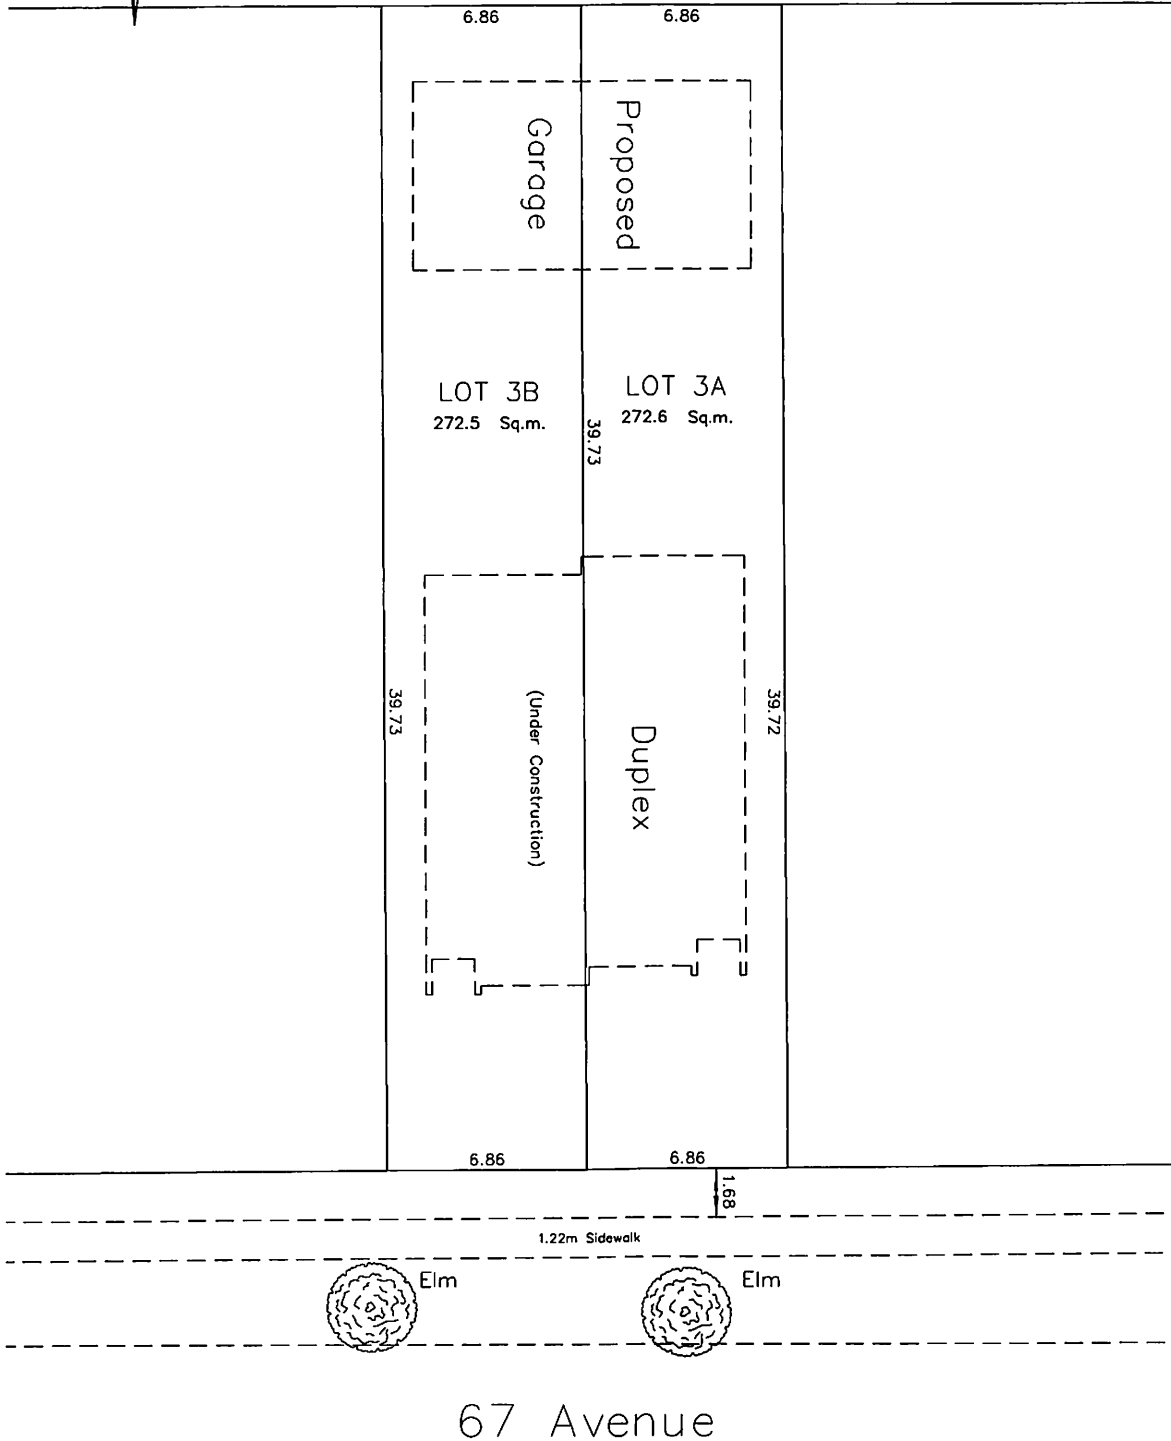 6.86
6.86
Proposed
Garage
LOT 3B
272.5 Sq.m.
LOT 3A
272.6 Sq.m.
39.73
39.73
(Under Construction)
Duplex
39.72
6.86
6.86
1.68
1.22m Sidewalk
Elm
Elm
67 Avenue